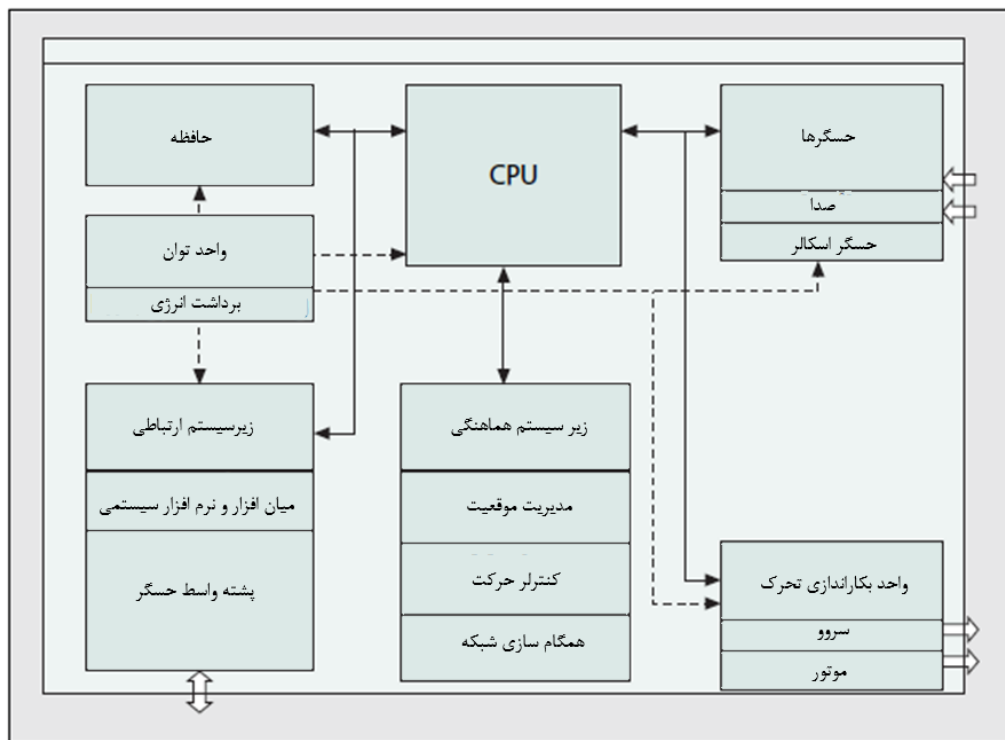 حافظه
CPU
حسگرها
صدا
حسگر اسکالر
واحد توان
برداشت انرژی
زیرسیستم ارتباطی
میان افزار و نرم افزار سیستمی
پشته واسط حسگر
زیر سیستم هماهنگی
مدیریت موقعیت
کنترلر حرکت
همگام سازی شبکه
واحد بکاراندازی تحرک
سروو
موتور